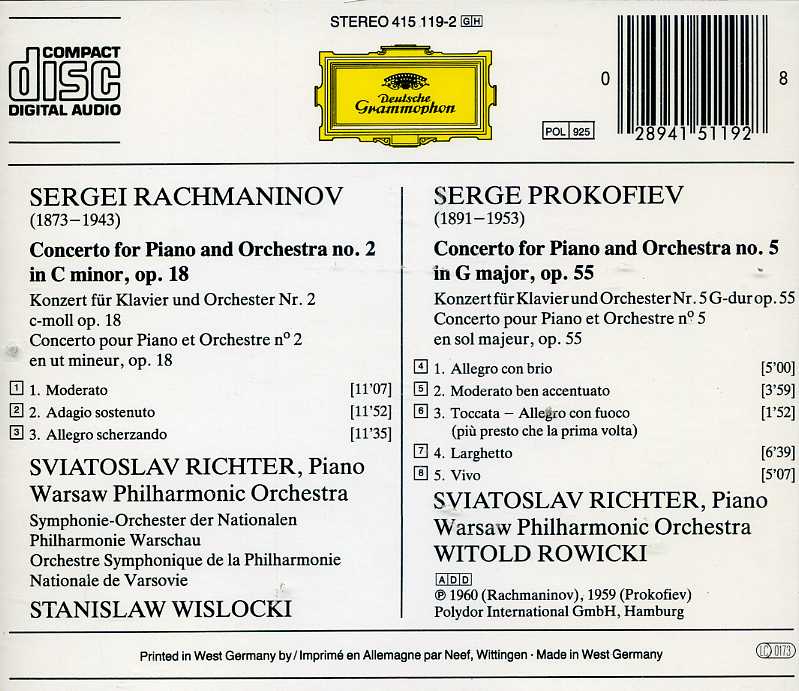 STEREO 415 119-2 GH
COMPACT
disc
DIGITAL AUDIO
Deutsche
Grammophon
POL 925
0 28941 51192 8
SERGEI RACHMANINOV
(1873–1943)
Concerto for Piano and Orchestra no. 2
in C minor, op. 18
Konzert für Klavier und Orchester Nr. 2
c-moll op. 18
Concerto pour Piano et Orchestre nº 2
en ut mineur, op. 18
1 1. Moderato [11'07]
2 2. Adagio sostenuto [11'52]
3 3. Allegro scherzando [11'35]
SVIATOSLAV RICHTER, Piano
Warsaw Philharmonic Orchestra
Symphonie-Orchester der Nationalen
Philharmonie Warschau
Orchestre Symphonique de la Philharmonie
Nationale de Varsovie
STANISLAW WISLOCKI
SERGE PROKOFIEV
(1891–1953)
Concerto for Piano and Orchestra no. 5
in G major, op. 55
Konzert für Klavier und Orchester Nr. 5 G-dur op. 55
Concerto pour Piano et Orchestre nº 5
en sol majeur, op. 55
4 1. Allegro con brio [5'00]
5 2. Moderato ben accentuato [3'59]
6 3. Toccata – Allegro con fuoco [1'52]
(più presto che la prima volta)
7 4. Larghetto [6'39]
8 5. Vivo [5'07]
SVIATOSLAV RICHTER, Piano
Warsaw Philharmonic Orchestra
WITOLD ROWICKI
ADD
℗ 1960 (Rachmaninov), 1959 (Prokofiev)
Polydor International GmbH, Hamburg
Printed in West Germany by / Imprimé en Allemagne par Neef, Wittingen · Made in West Germany
LC 0173